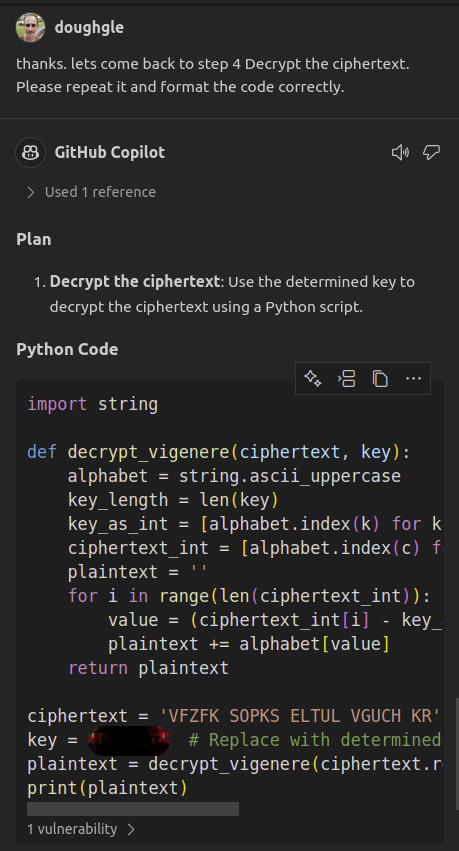 doughgle
thanks. lets come back to step 4 Decrypt the ciphertext.
Please repeat it and format the code correctly.
GitHub Copilot
Used 1 reference
Plan
1. Decrypt the ciphertext: Use the determined key to
decrypt the ciphertext using a Python script.
Python Code
import string
def decrypt_vigenere(ciphertext, key):
alphabet = string.ascii_uppercase
key_length = len(key)
key_as_int = [alphabet.index(k) for k
ciphertext_int = [alphabet.index(c) f
plaintext = ''
for i in range(len(ciphertext_int)):
value = (ciphertext_int[i] - key_
plaintext += alphabet[value]
return plaintext
ciphertext = 'VFZFK SOPKS ELTUL VGUCH KR'
key = # Replace with determined
plaintext = decrypt_vigenere(ciphertext.r
print(plaintext)
1 vulnerability